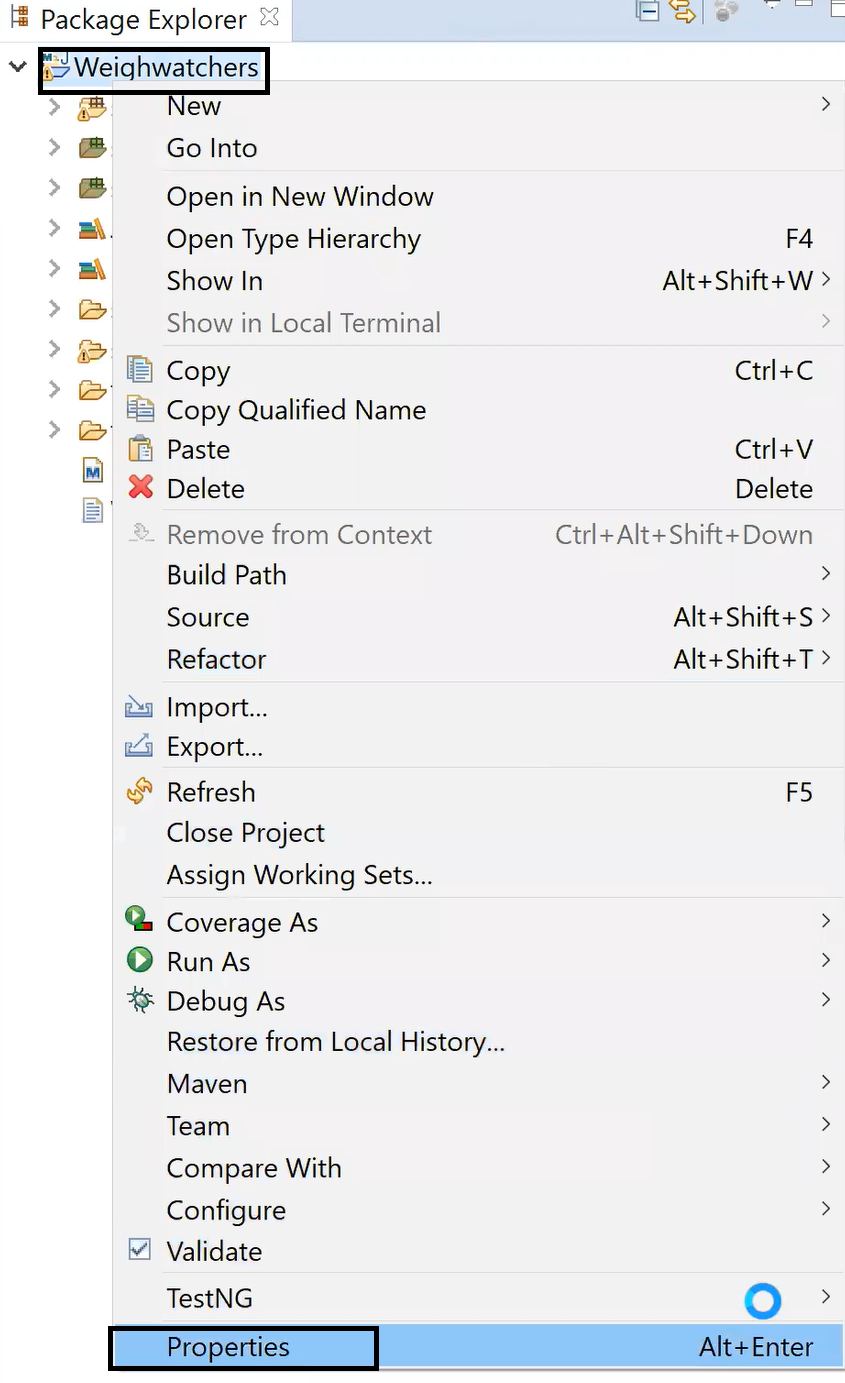 Package Explorer
Weighwatchers
New
Go Into
Open in New Window
Open Type Hierarchy F4
Show In Alt+Shift+W
Show in Local Terminal
Copy Ctrl+C
Copy Qualified Name
Paste Ctrl+V
Delete Delete
Remove from Context Ctrl+Alt+Shift+Down
Build Path
Source Alt+Shift+S
Refactor Alt+Shift+T
Import...
Export...
Refresh F5
Close Project
Assign Working Sets...
Coverage As
Run As
Debug As
Restore from Local History...
Maven
Team
Compare With
Configure
Validate
TestNG
Properties Alt+Enter